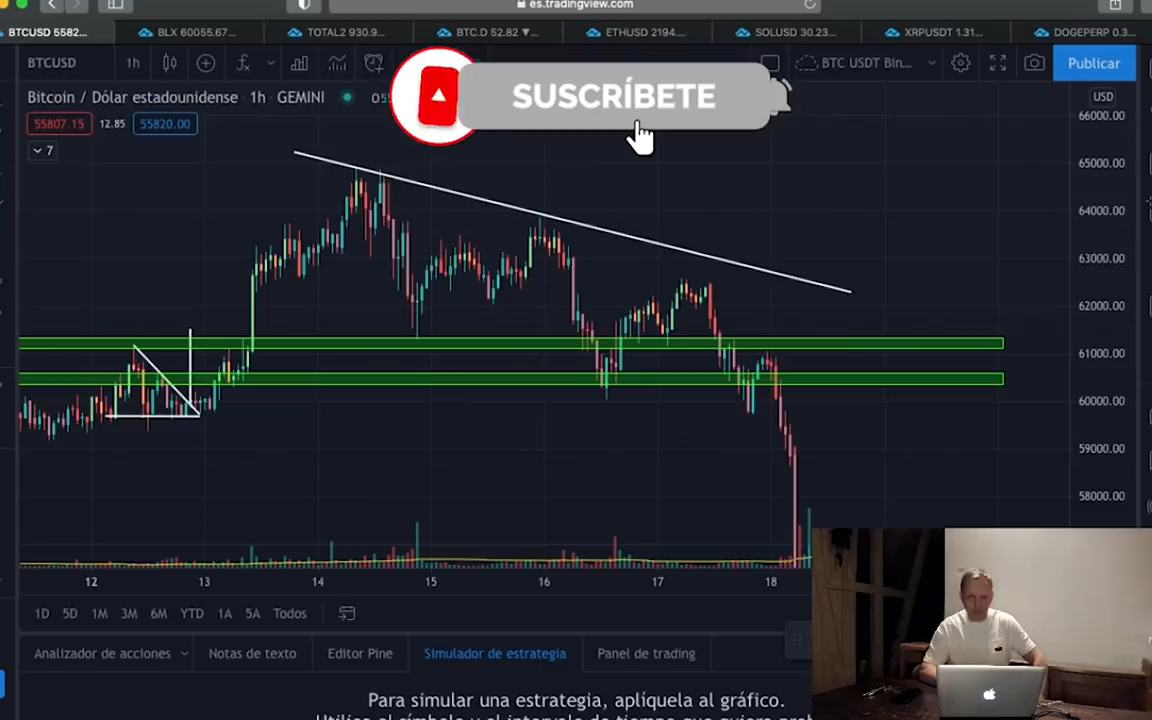 es.tradingview.com
BTCUSD 5582...
BLX 60055.67...
TOTAL2 930.9...
BTC.D 52.82 ▼...
ETHUSD 2194....
SOLUSD 30.23...
XRPUSDT 1.31...
DOGEPERP 0.3...
BTCUSD
1h
BTC USDT Bin...
Publicar
SUSCRÍBETE
Bitcoin / Dólar estadounidense · 1h · GEMINI
USD
55807.15
12.85
55820.00
7
66000.00
65000.00
64000.00
63000.00
62000.00
61000.00
60000.00
59000.00
58000.00
12
13
14
15
16
17
18
1D
5D
1M
3M
6M
YTD
1A
5A
Todos
Analizador de acciones
Notas de texto
Editor Pine
Simulador de estrategia
Panel de trading
Para simular una estrategia, aplíquela al gráfico.